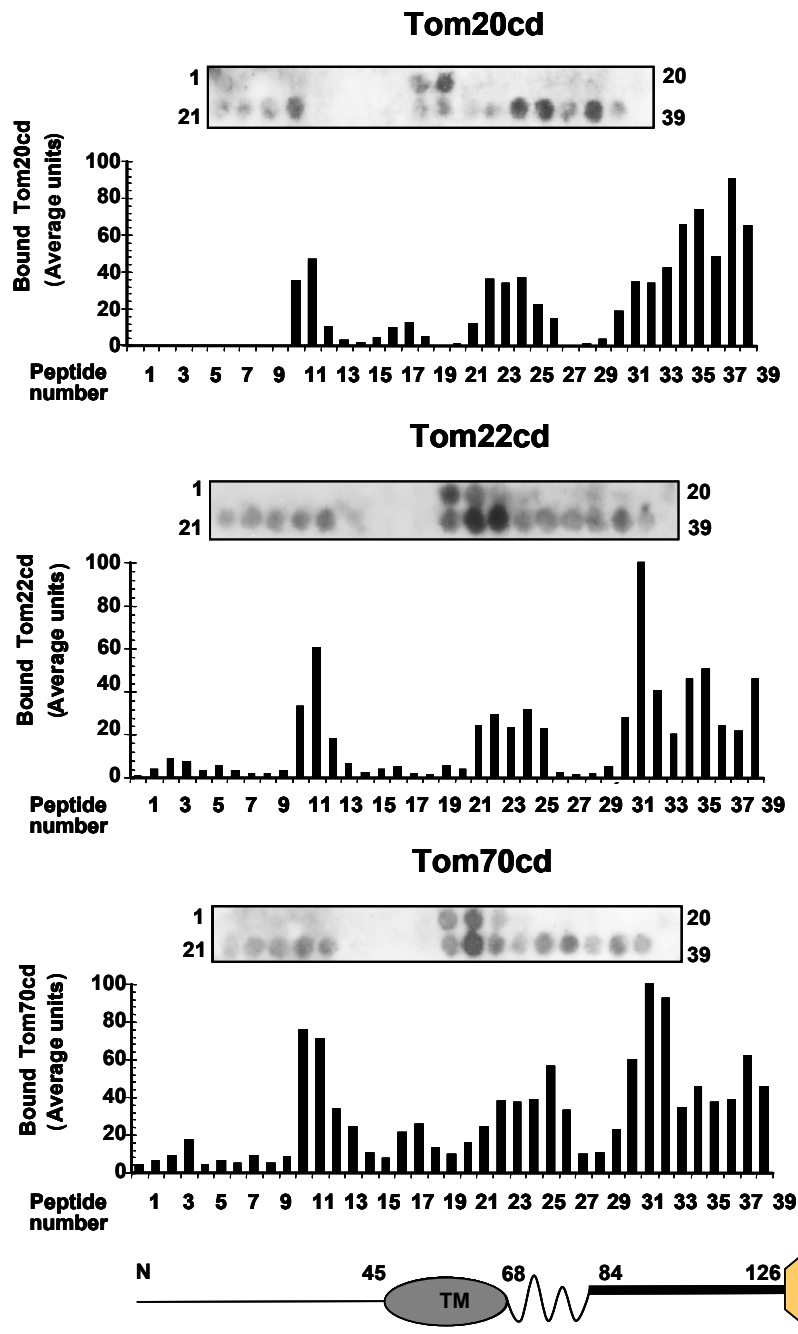 Tom20cd
1 20
21 39
Bound Tom20cd
(Average units)
100
80
60
40
20
0
Peptide
number
1 3 5 7 9 11 13 15 17 19 21 23 25 27 29 31 33 35 37 39
Tom22cd
1 20
21 39
Bound Tom22cd
(Average units)
100
80
60
40
20
0
Peptide
number
1 3 5 7 9 11 13 15 17 19 21 23 25 27 29 31 33 35 37 39
Tom70cd
1 20
21 39
Bound Tom70cd
(Average units)
100
80
60
40
20
0
Peptide
number
1 3 5 7 9 11 13 15 17 19 21 23 25 27 29 31 33 35 37 39
N 45 68 84 126
TM